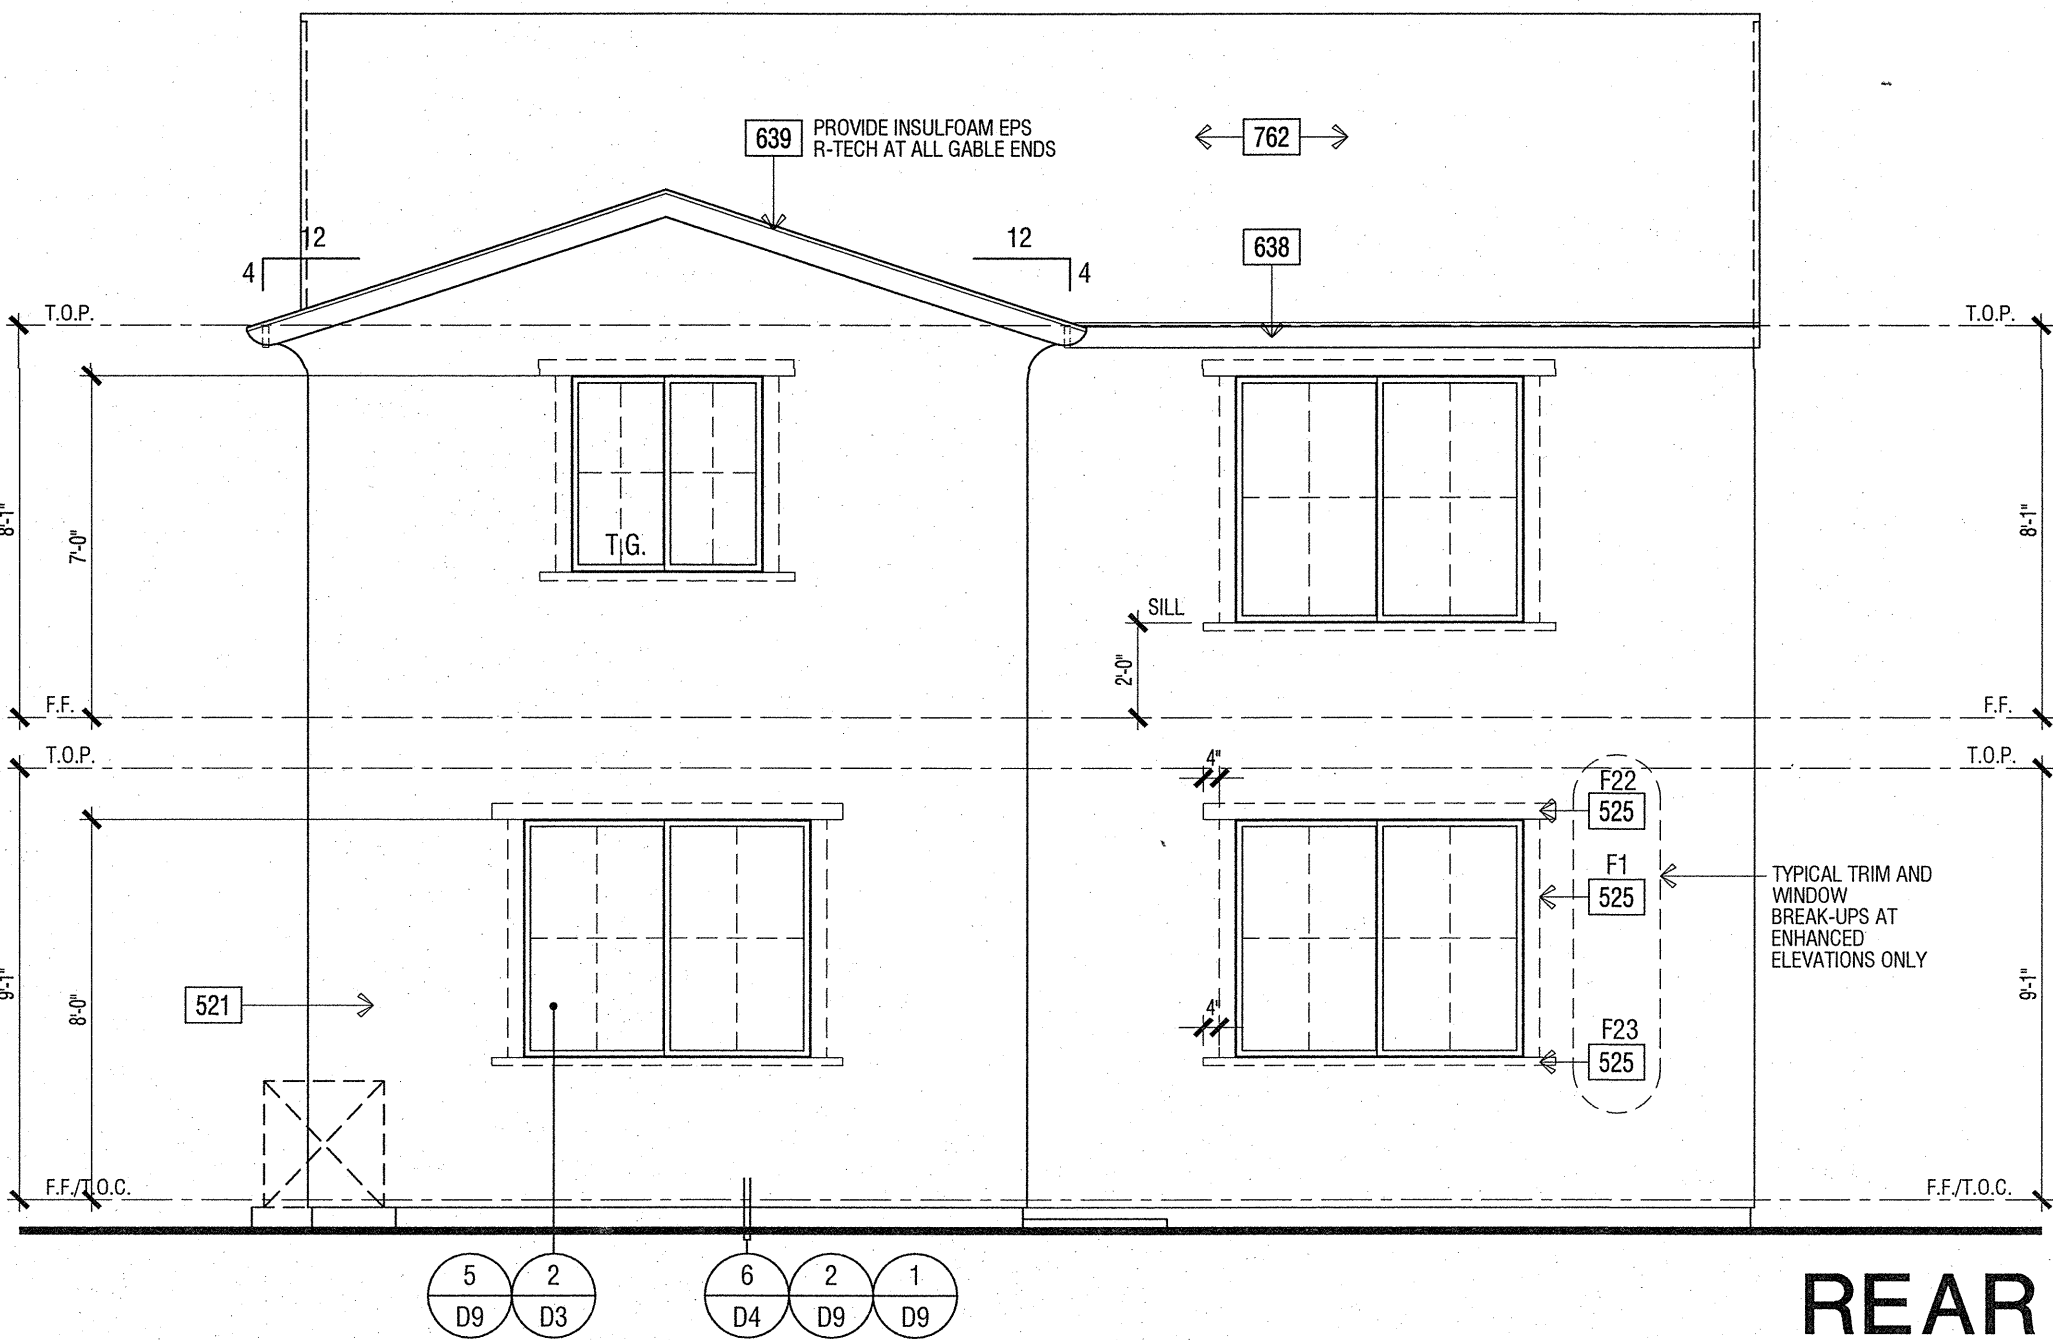 639
PROVIDE INSULFOAM EPS
R-TECH AT ALL GABLE ENDS
762
12
4
12
4
638
T.O.P.
T.O.P.
8'-1"
7'-0"
T.G.
SILL
2'-0"
8'-1"
F.F.
F.F.
T.O.P.
T.O.P.
4"
F22
525
F1
525
TYPICAL TRIM AND
WINDOW
BREAK-UPS AT
ENHANCED
ELEVATIONS ONLY
9'-1"
8'-0"
521
4"
F23
525
9'-1"
F.F./T.O.C.
F.F./T.O.C.
5
D9
2
D3
6
D4
2
D9
1
D9
REAR